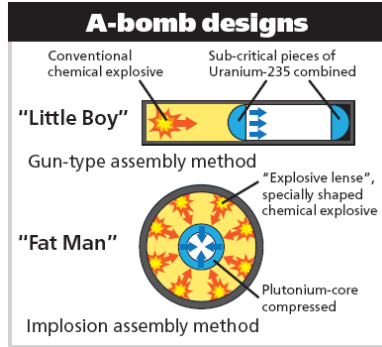 A-bomb designs
Conventional
chemical explosive
Sub-critical pieces of
Uranium-235 combined
"Little Boy"
Gun-type assembly method
"Explosive lense",
specially shaped
chemical explosive
"Fat Man"
Plutonium-core
compressed
Implosion assembly method